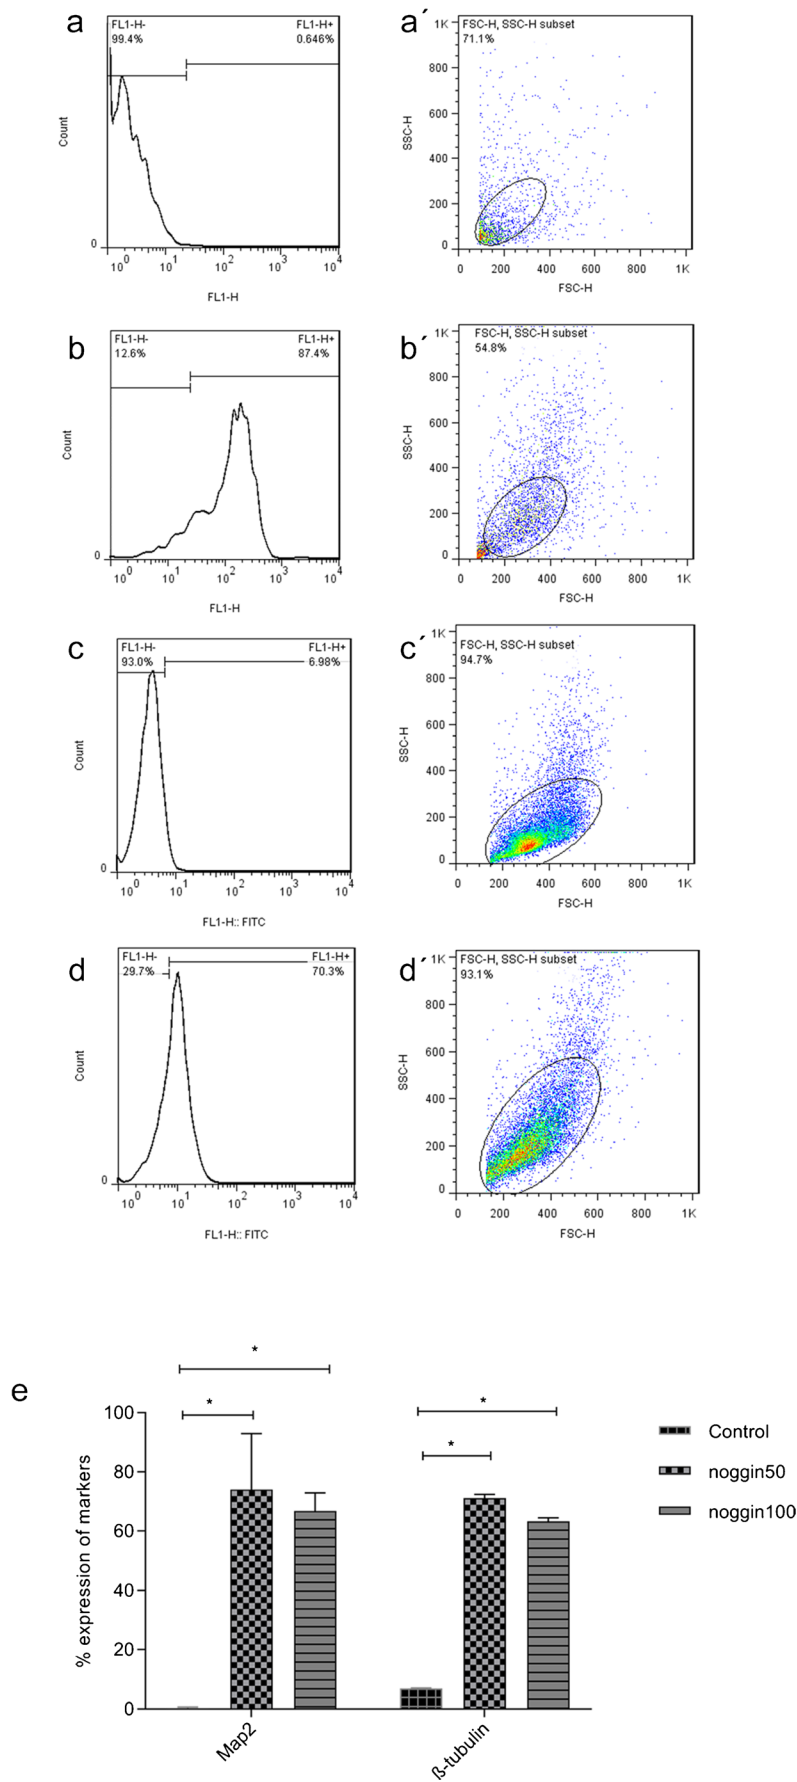 a
FL1-H-
99.4%
FL1-H+
0.646%
Count
0
10^0 10^1 10^2 10^3 10^4
FL1-H
a´
FSC-H, SSC-H subset
71.1%
1K
800
600
400
200
0
SSC-H
0 200 400 600 800 1K
FSC-H
b
FL1-H-
12.6%
FL1-H+
87.4%
Count
0
10^0 10^1 10^2 10^3 10^4
FL1-H
b´
FSC-H, SSC-H subset
54.8%
1K
800
600
400
200
0
SSC-H
0 200 400 600 800 1K
FSC-H
c
FL1-H-
93.0%
FL1-H+
6.98%
Count
0
10^0 10^1 10^2 10^3 10^4
FL1-H:: FITC
c´
FSC-H, SSC-H subset
94.7%
1K
800
600
400
200
0
SSC-H
0 200 400 600 800 1K
FSC-H
d
FL1-H-
29.7%
FL1-H+
70.3%
Count
0
10^0 10^1 10^2 10^3 10^4
FL1-H:: FITC
d´
FSC-H, SSC-H subset
93.1%
1K
800
600
400
200
0
SSC-H
0 200 400 600 800 1K
FSC-H
e
* *
* *
100
80
60
40
20
0
% expression of markers
Map2
ß-tubulin
Control
noggin50
noggin100